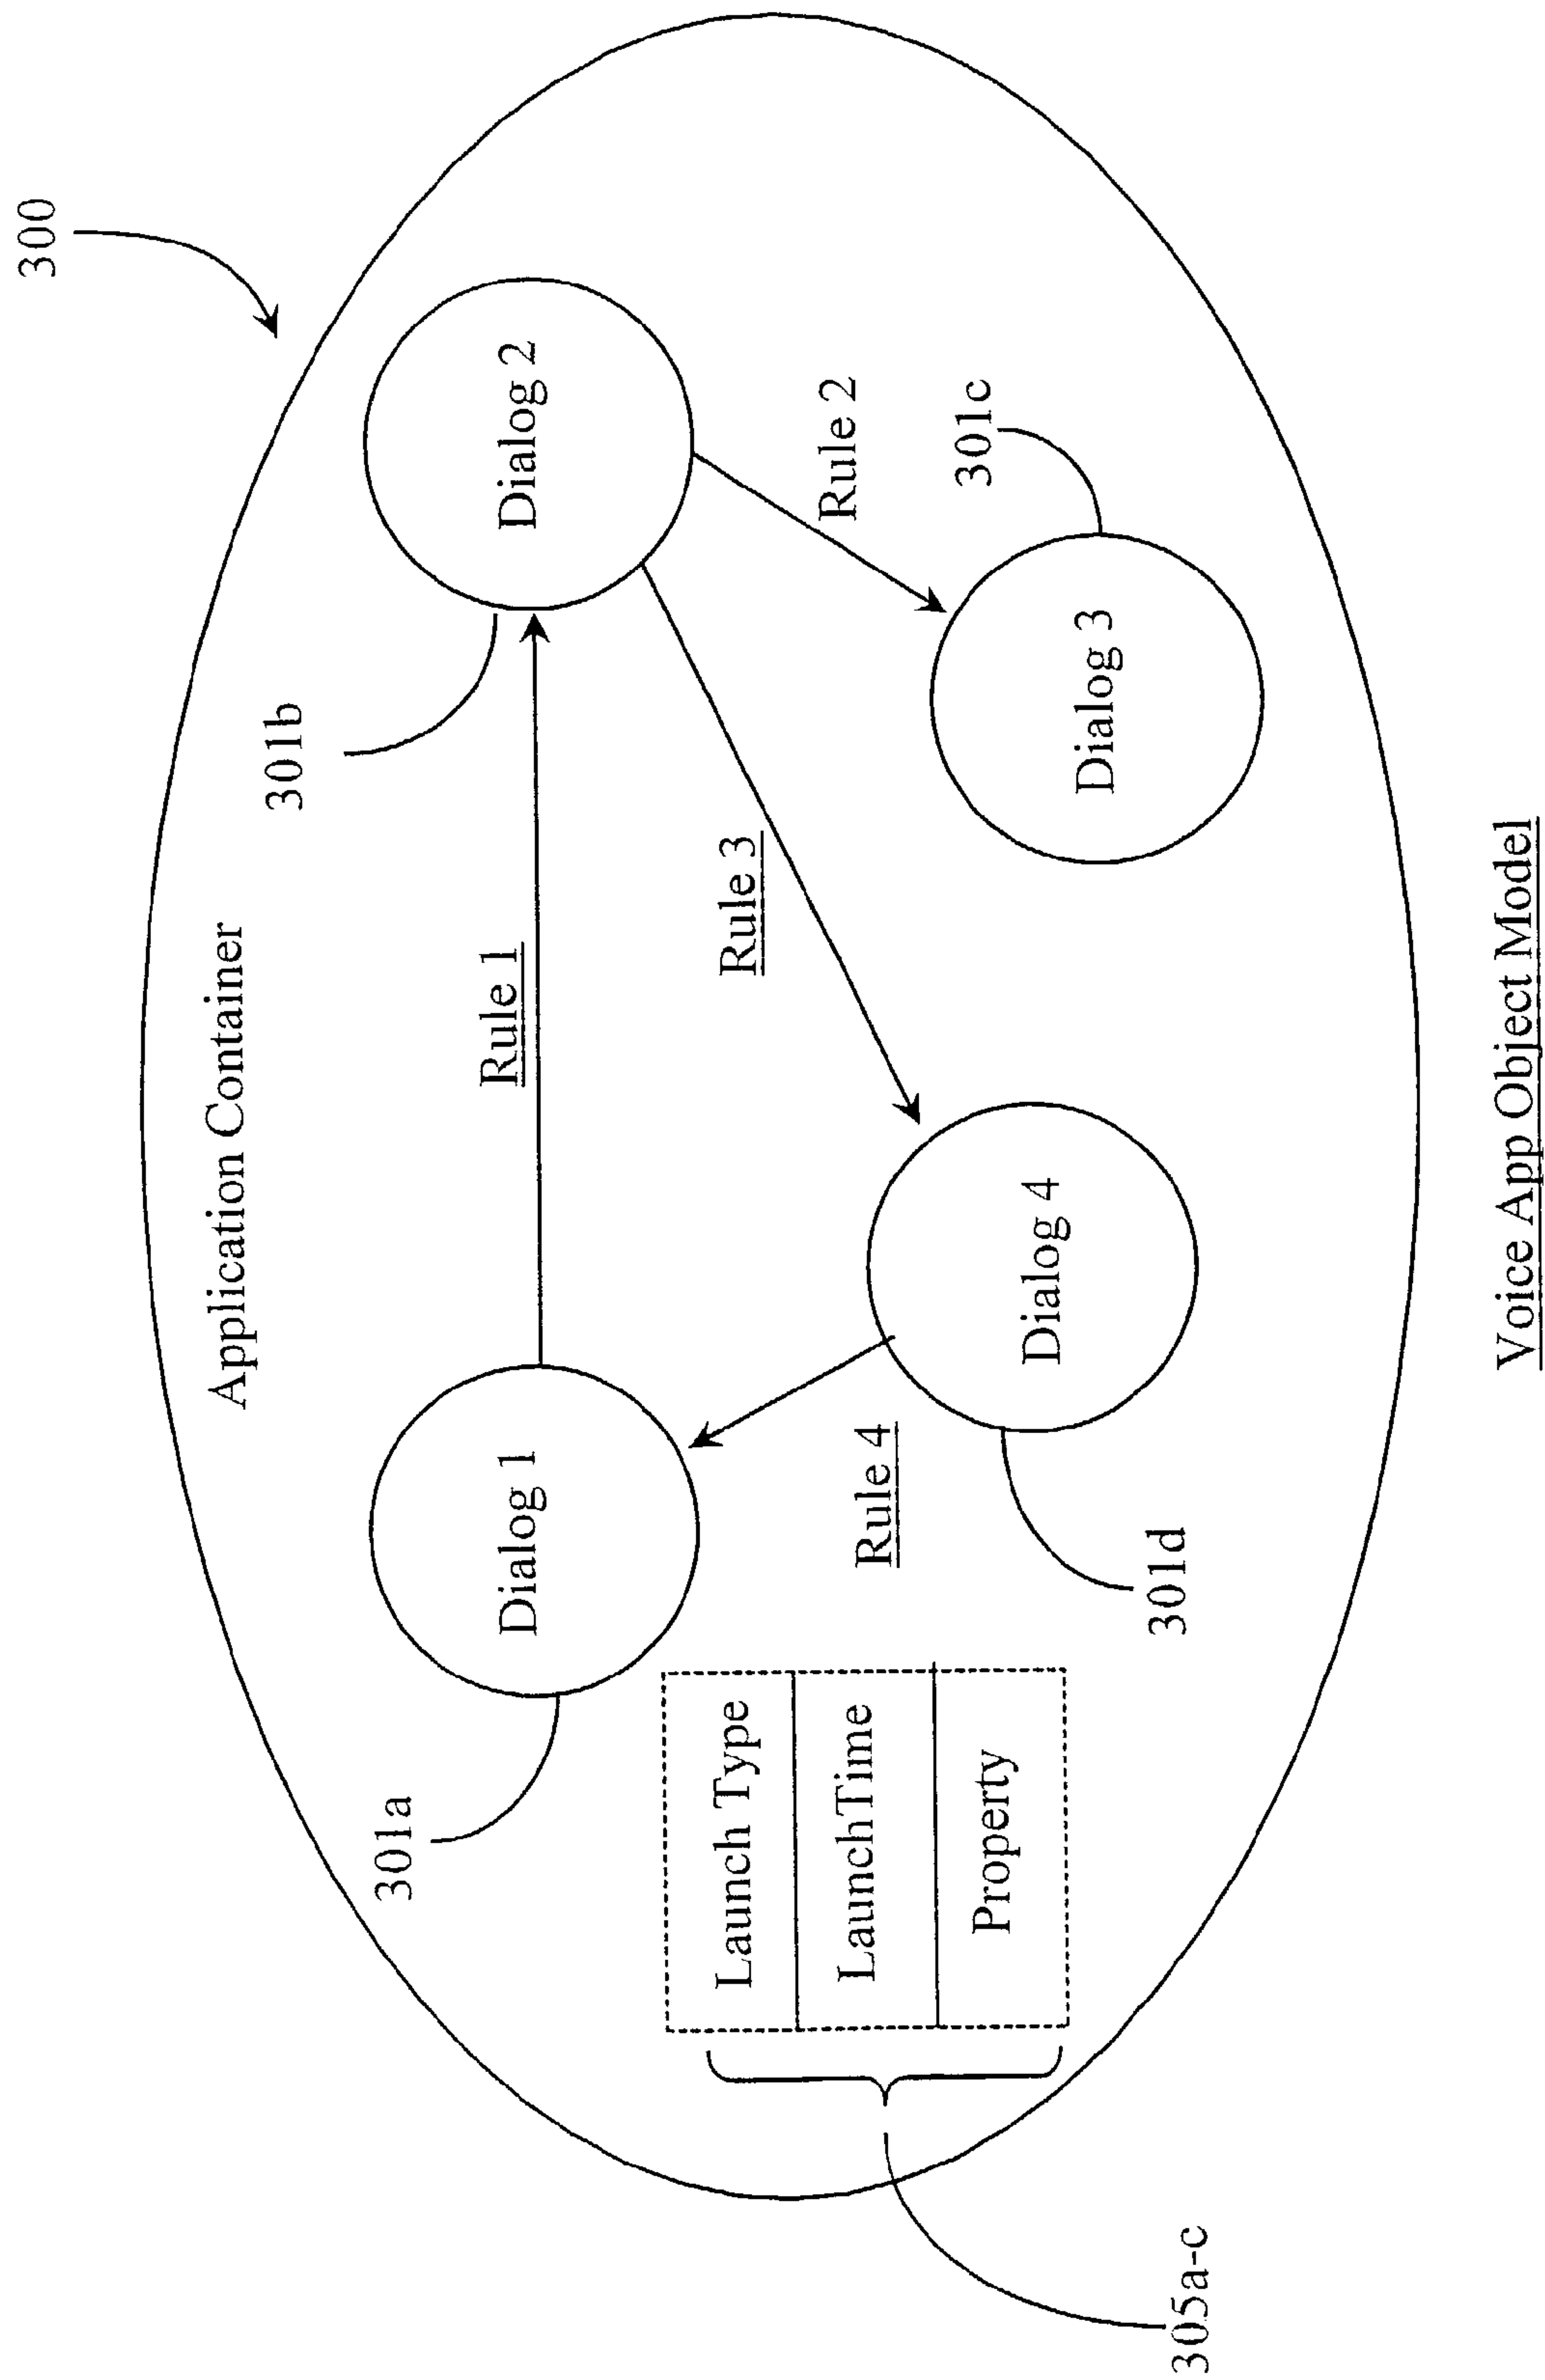 300
Application Container
301b
301a
Dialog 1
Rule 1
Dialog 2
Rule 3
Rule 2
Launch Type
LaunchTime
Property
Rule 4
301c
Dialog 4
Dialog 3
301d
305a-c
Voice App Object Model